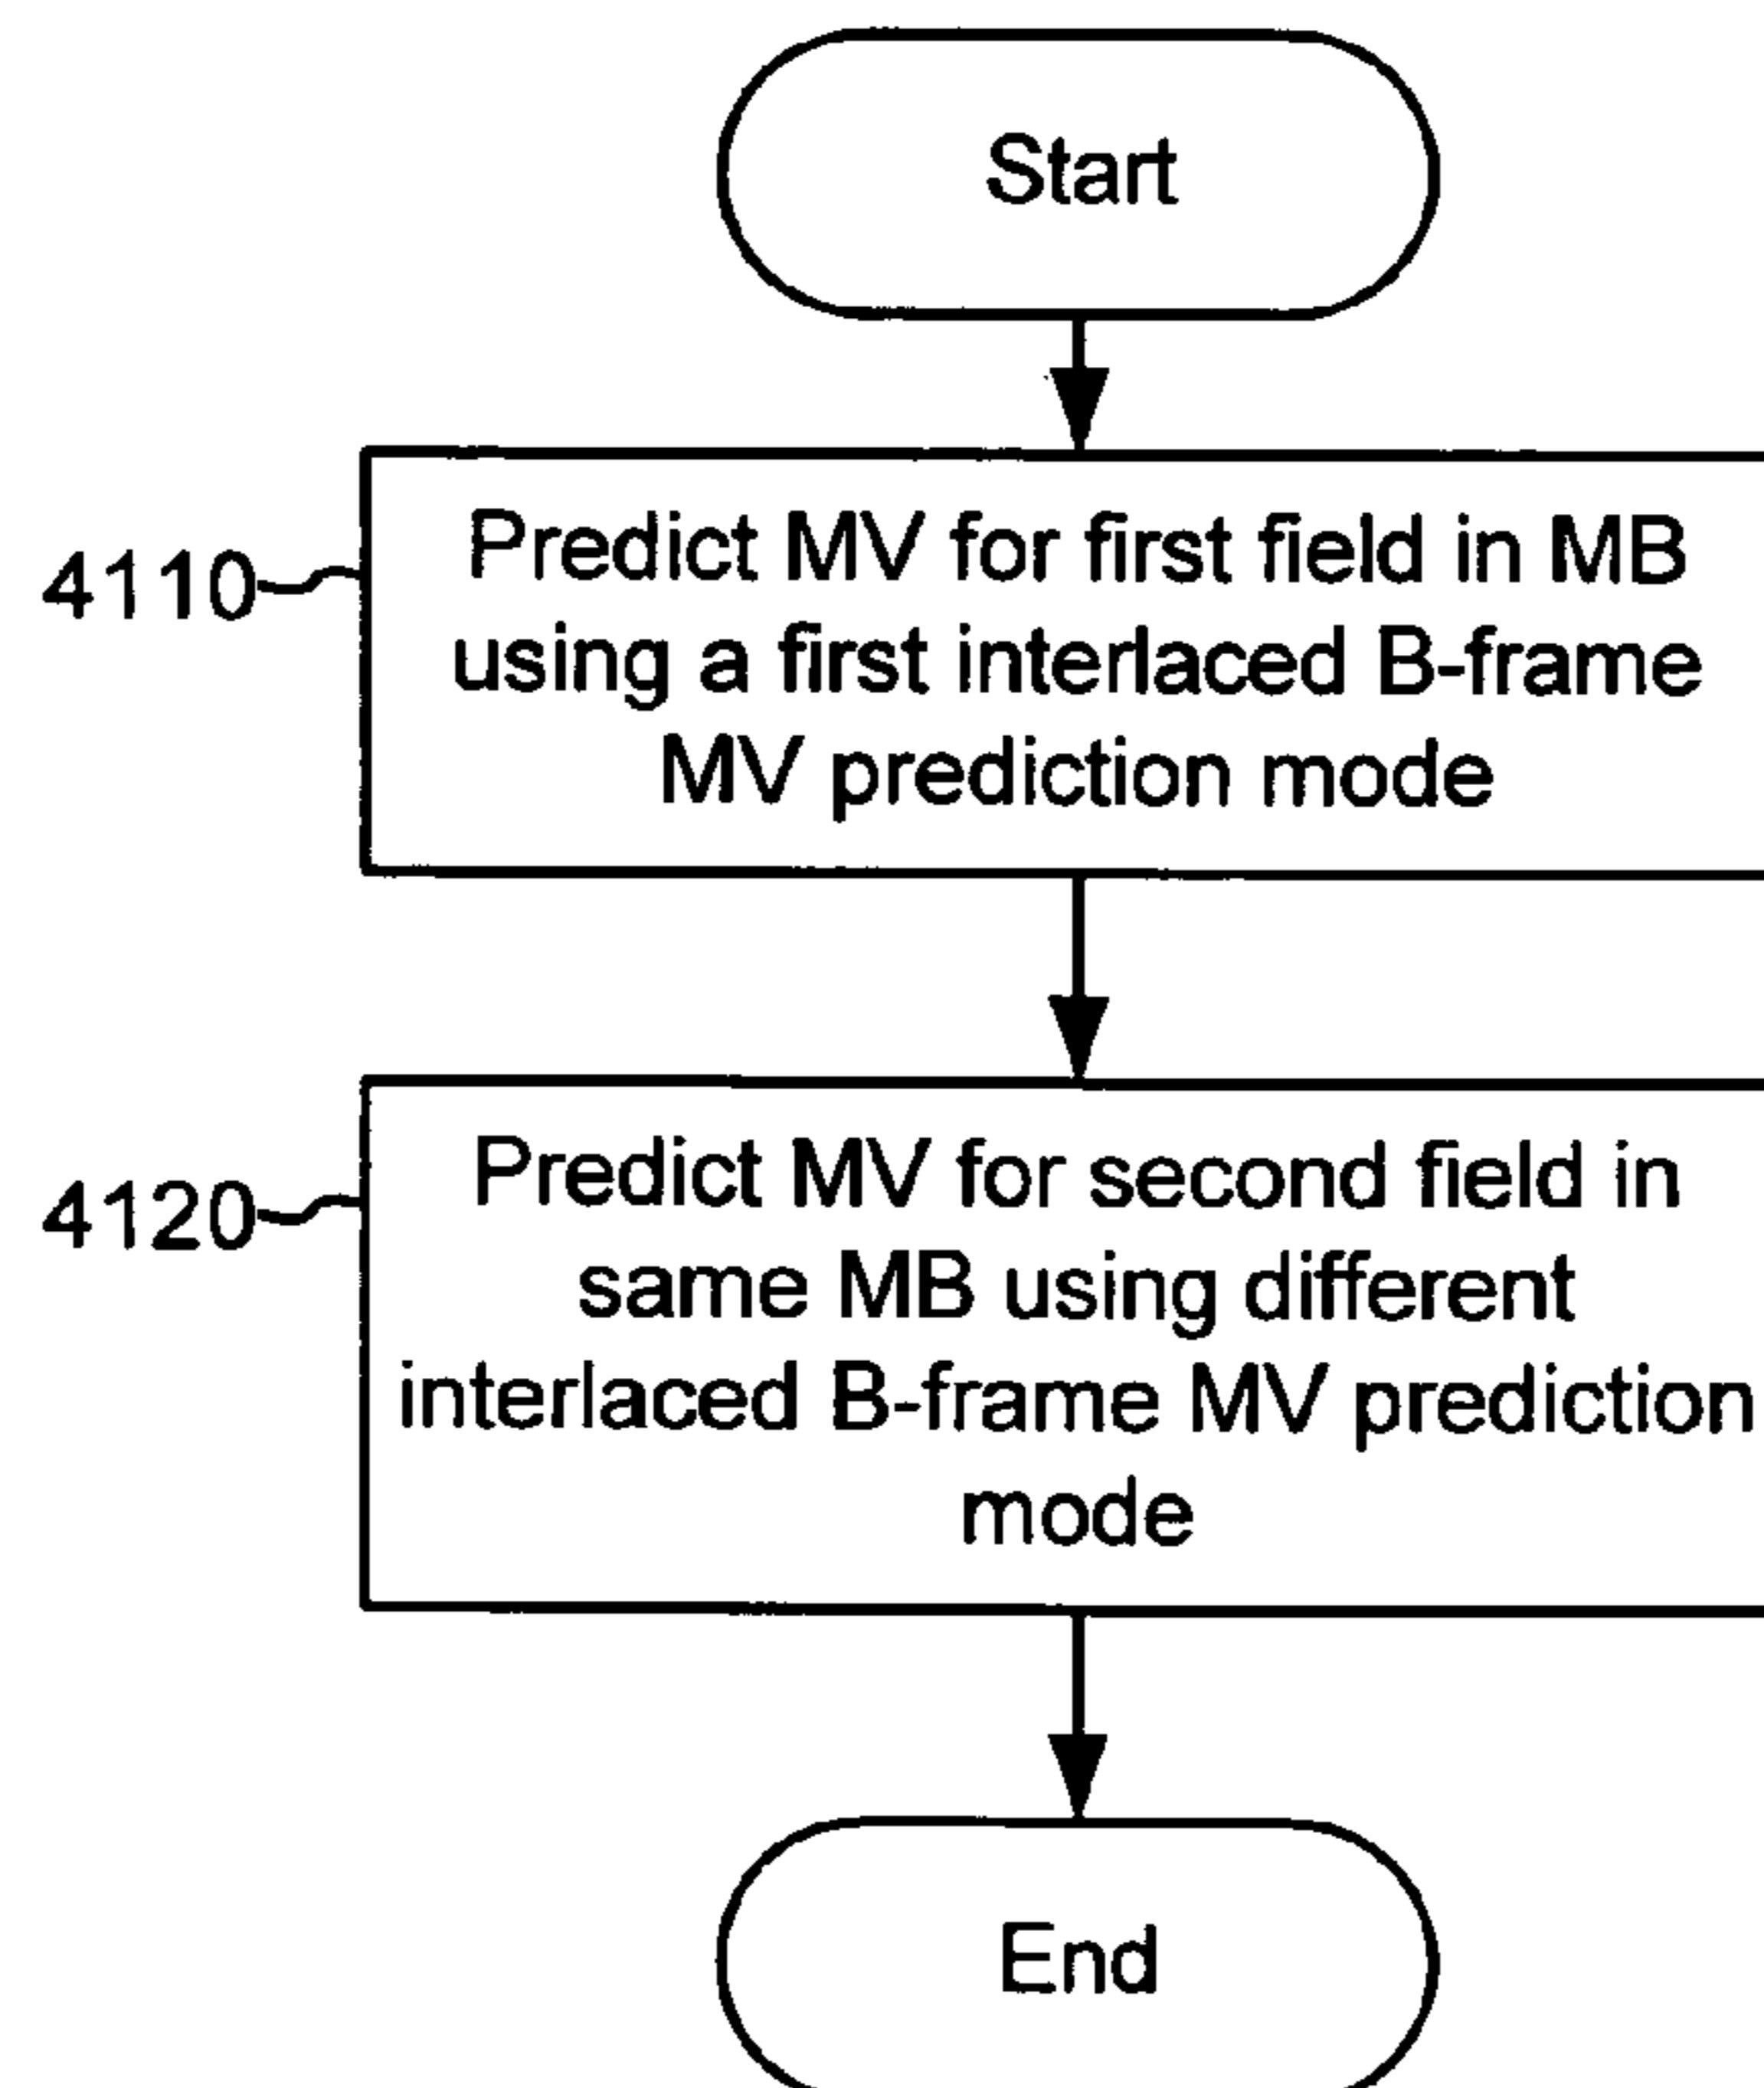 Start
4110
Predict MV for first field in MB
using a first interlaced B-frame
MV prediction mode
4120
Predict MV for second field in
same MB using different
interlaced B-frame MV prediction
mode
End